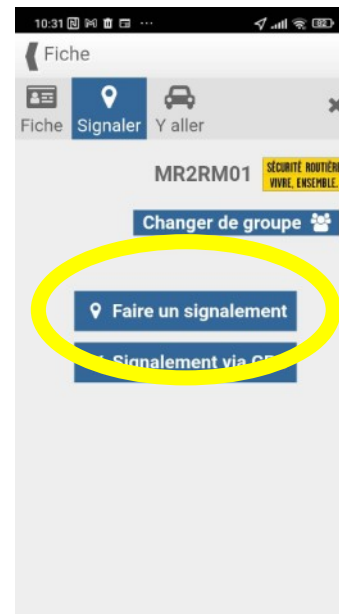 10:31
Fiche
Fiche Signaler Y aller
MR2RM01 SÉCURITÉ ROUTIÈRE
VIVRE, ENSEMBLE.
Changer de groupe
Faire un signalement
Signalement via